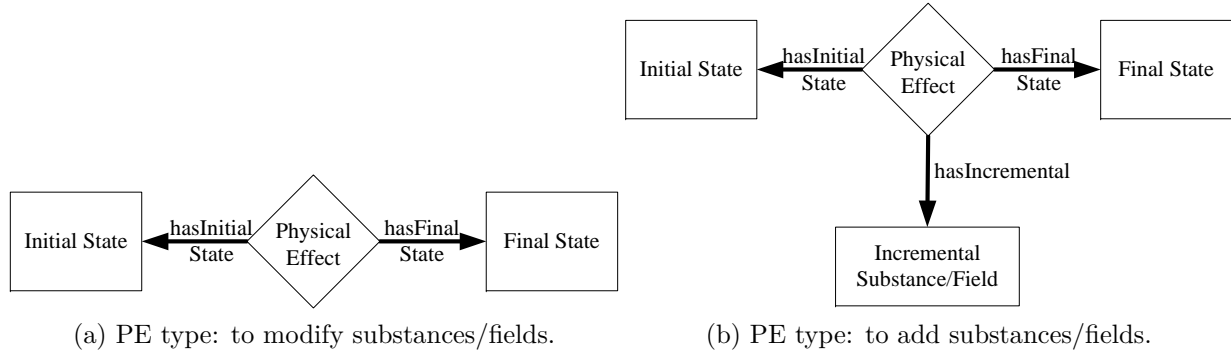 Initial State
hasInitial
State
Physical
Effect
hasFinal
State
Final State
(a) PE type: to modify substances/fields.
Initial State
hasInitial
State
Physical
Effect
hasFinal
State
Final State
hasIncremental
Incremental
Substance/Field
(b) PE type: to add substances/fields.